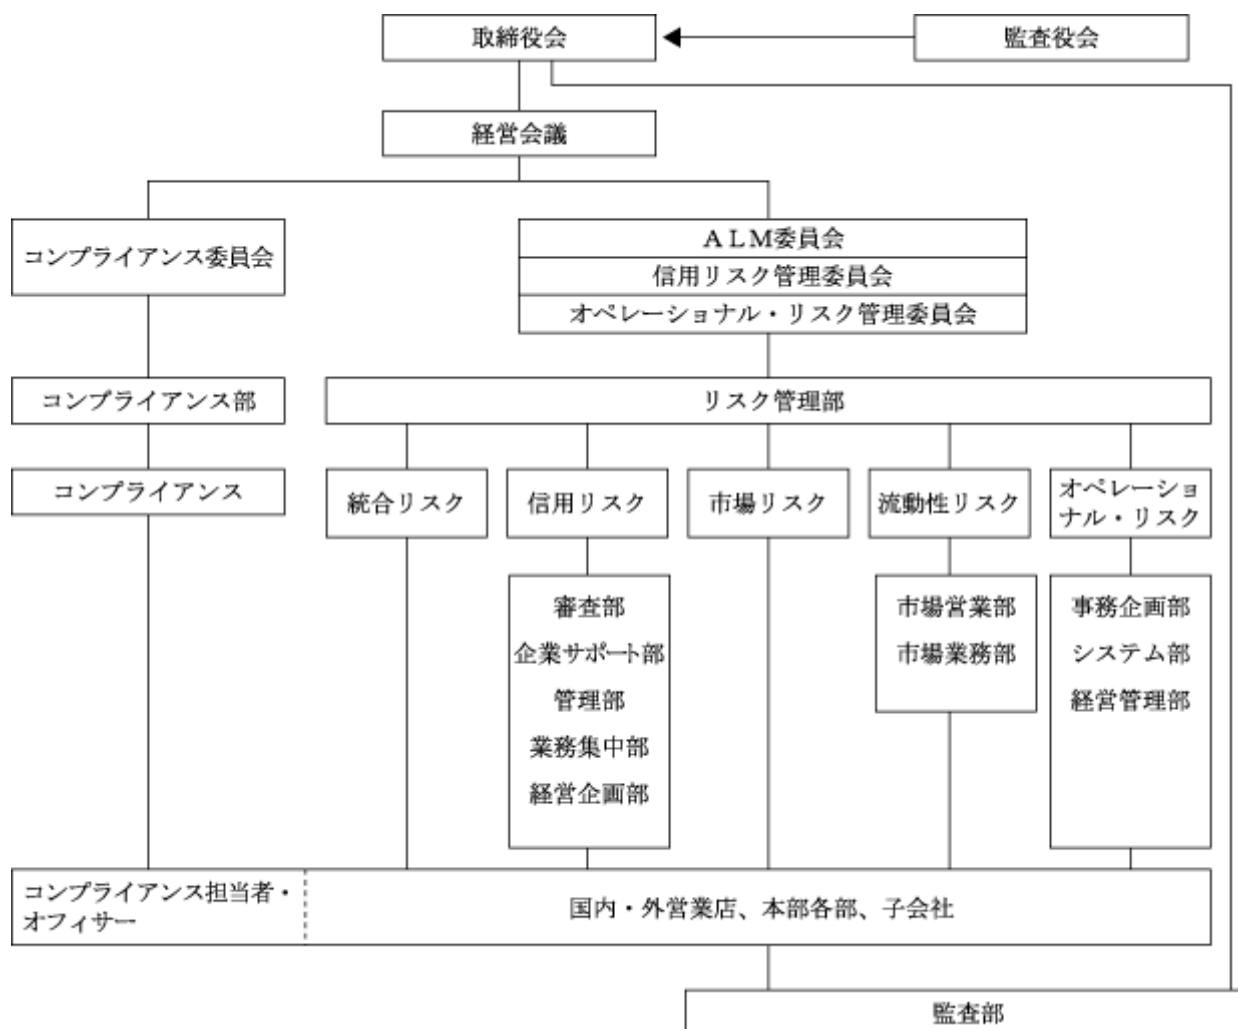 取締役会
監査役会
経営会議
コンプライアンス委員会
ALM委員会
信用リスク管理委員会
オペレーショナル・リスク管理委員会
コンプライアンス部
リスク管理部
コンプライアンス
統合リスク
信用リスク
市場リスク
流動性リスク
オペレーショ
ナル・リスク
審査部
企業サポート部
管理部
業務集中部
経営企画部
市場営業部
市場業務部
事務企画部
システム部
経営管理部
コンプライアンス担当者・
オフィサー
国内・外営業店、本部各部、子会社
監査部